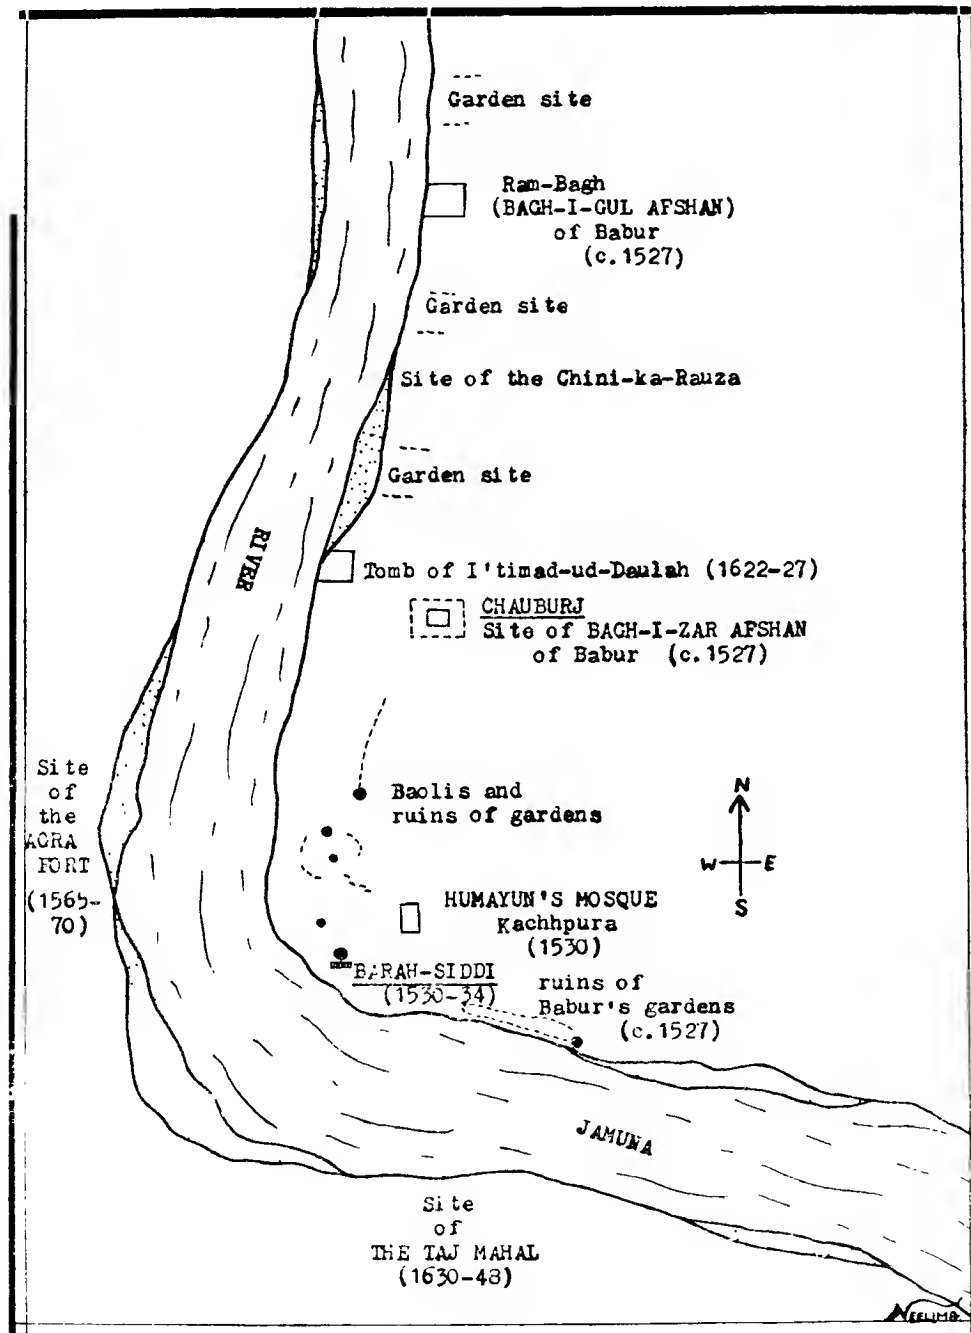 Garden site
Ram-Bagh
(BAGH-I-GUL AFSHAN)
of Babur
(c.1527)
Garden site
Site of the Chini-ka-Rauza
Garden site
RIVER
Tomb of I'timad-ud-Daulah (1622-27)
CHAUBURJ
Site of BAGH-I-ZAR AFSHAN
of Babur (c.1527)
Site
of
the
AGRA
FORT
(1565-
70)
Baolis and
ruins of gardens
N
W E
S
HUMAYUN'S MOSQUE
Kachhpura
(1530)
BARAH-SIDDI
(1530-34)
ruins of
Babur's gardens
(c.1527)
JAMUNA
Site
of
THE TAJ MAHAL
(1630-48)
NEELIMA